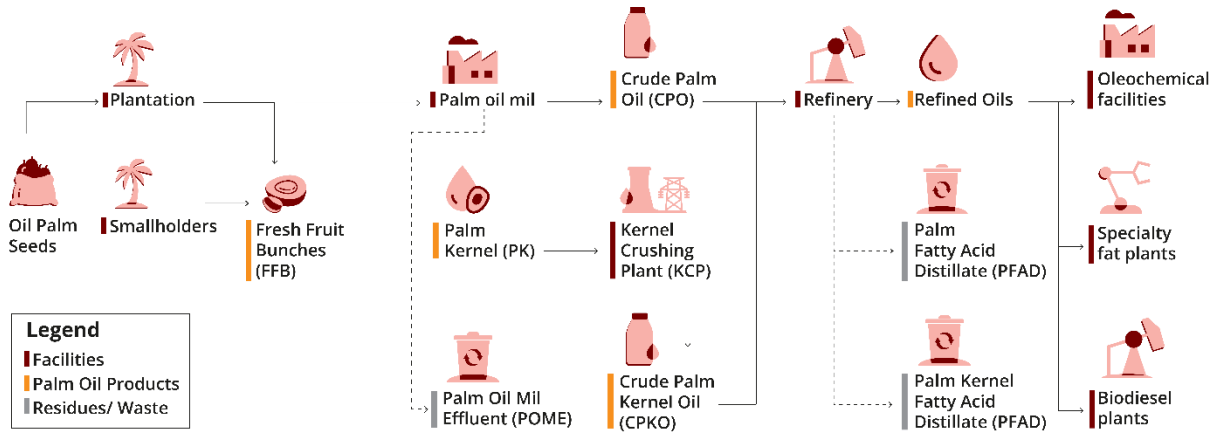 Plantation
Oil Palm
Seeds
Smallholders
Fresh Fruit
Bunches
(FFB)
Palm oil mil
Crude Palm
Oil (CPO)
Refinery
Refined Oils
Oleochemical
facilities
Palm
Kernel (PK)
Kernel
Crushing
Plant (KCP)
Palm
Fatty Acid
Distillate (PFAD)
Specialty
fat plants
Palm Oil Mil
Effluent (POME)
Crude Palm
Kernel Oil
(CPKO)
Palm Kernel
Fatty Acid
Distillate (PFAD)
Biodiesel
plants
Legend
Facilities
Palm Oil Products
Residues/ Waste